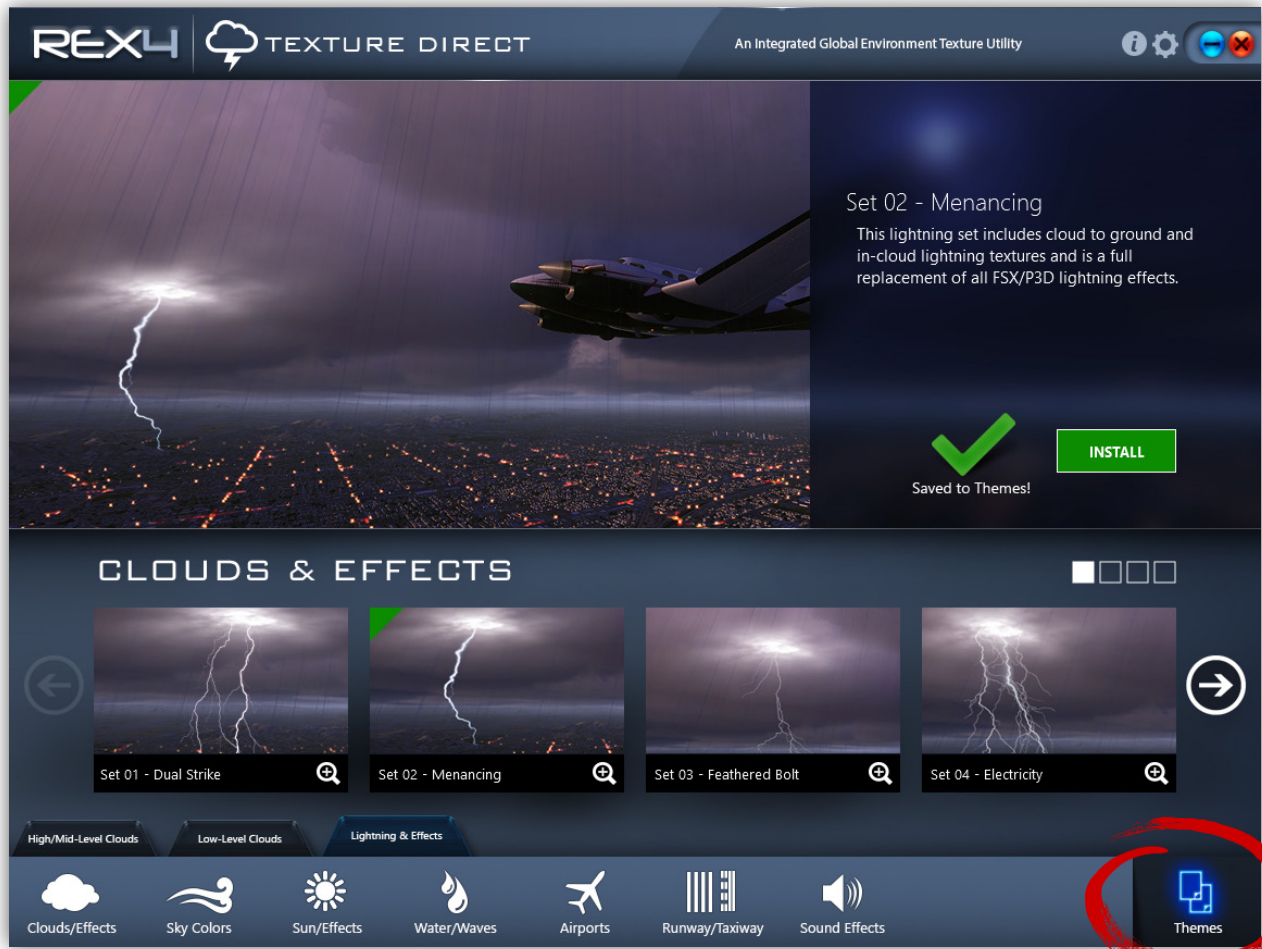 REX4 TEXTURE DIRECT
An Integrated Global Environment Texture Utility
Set 02 - Menancing
This lightning set includes cloud to ground and
in-cloud lightning textures and is a full
replacement of all FSX/P3D lightning effects.
INSTALL
Saved to Themes!
CLOUDS & EFFECTS
Set 01 - Dual Strike
Set 02 - Menancing
Set 03 - Feathered Bolt
Set 04 - Electricity
High/Mid-Level Clouds
Low-Level Clouds
Lightning & Effects
Clouds/Effects
Sky Colors
Sun/Effects
Water/Waves
Airports
Runway/Taxiway
Sound Effects
Themes